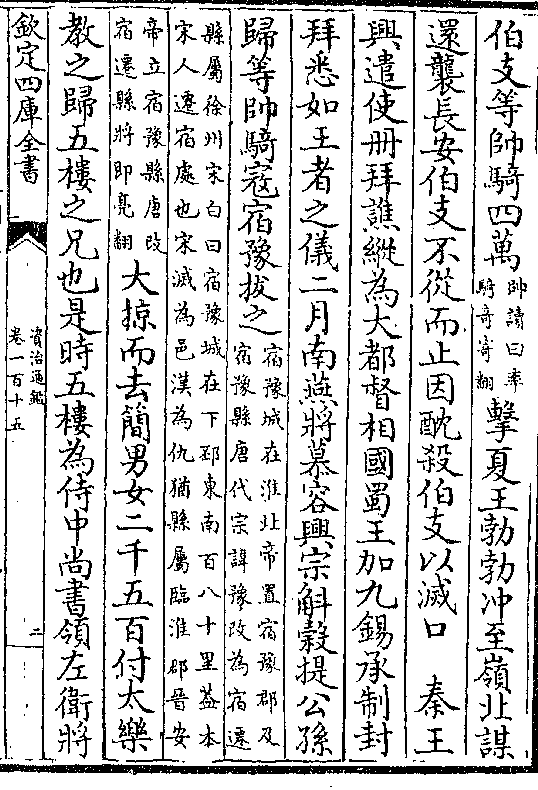 伯支等帥騎四萬帥讀曰率騎奇寄翻擊夏王勃勃沖至嶺北謀
還襲長安伯支不從而止因酖殺伯支以滅口　秦王
興遣使册拜譙縱為大都督相國蜀王加九錫承制封
拜悉如王者之儀二月南燕將慕容興宗斛穀提公孫
歸等帥騎寇宿豫拔之宿豫城在淮北帝置宿豫郡及宿豫縣唐代宗諱豫改為宿遷
縣屬徐州宋白曰宿豫城在下邳東南百八十里葢本宋人遷宿處也宋滅為邑漢為仇猶縣屬臨淮郡晉安
帝立宿豫縣唐改宿遷縣將即亮翻大掠而去簡男女二千五百付太樂
教之歸五樓之兄也是時五樓為侍中尚書領左衛將
欽定四庫全書
資治通鑑
卷一百十五
二